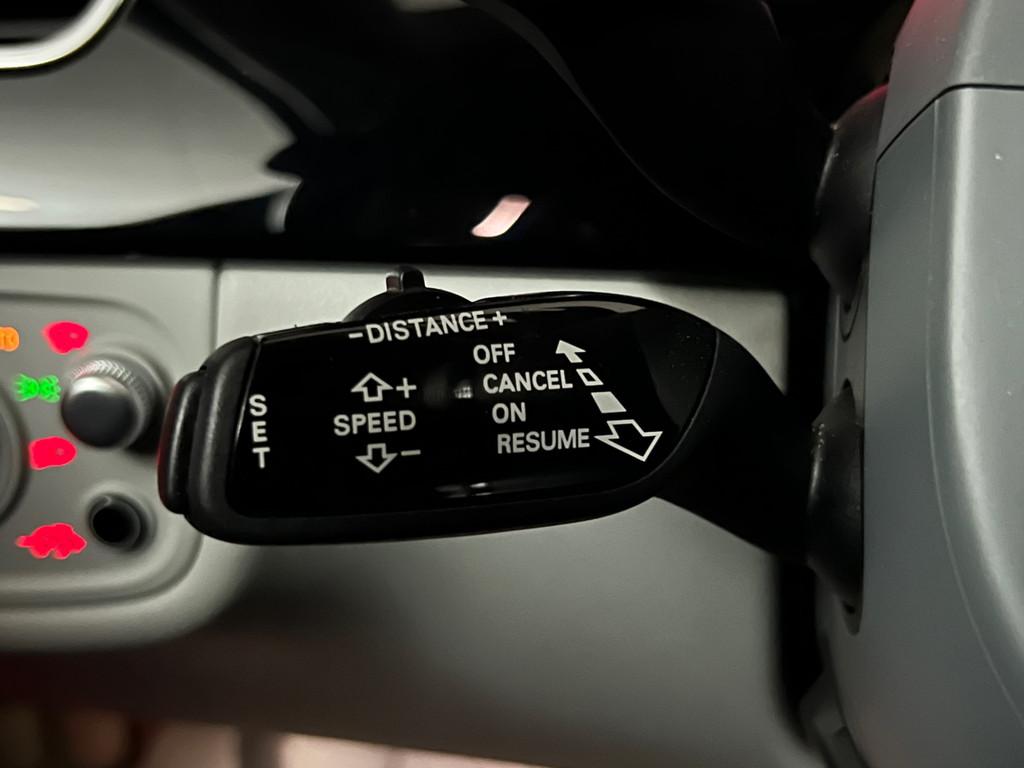 -DISTANCE+
OFF
CANCEL
ON
RESUME
+
SPEED
-
SET